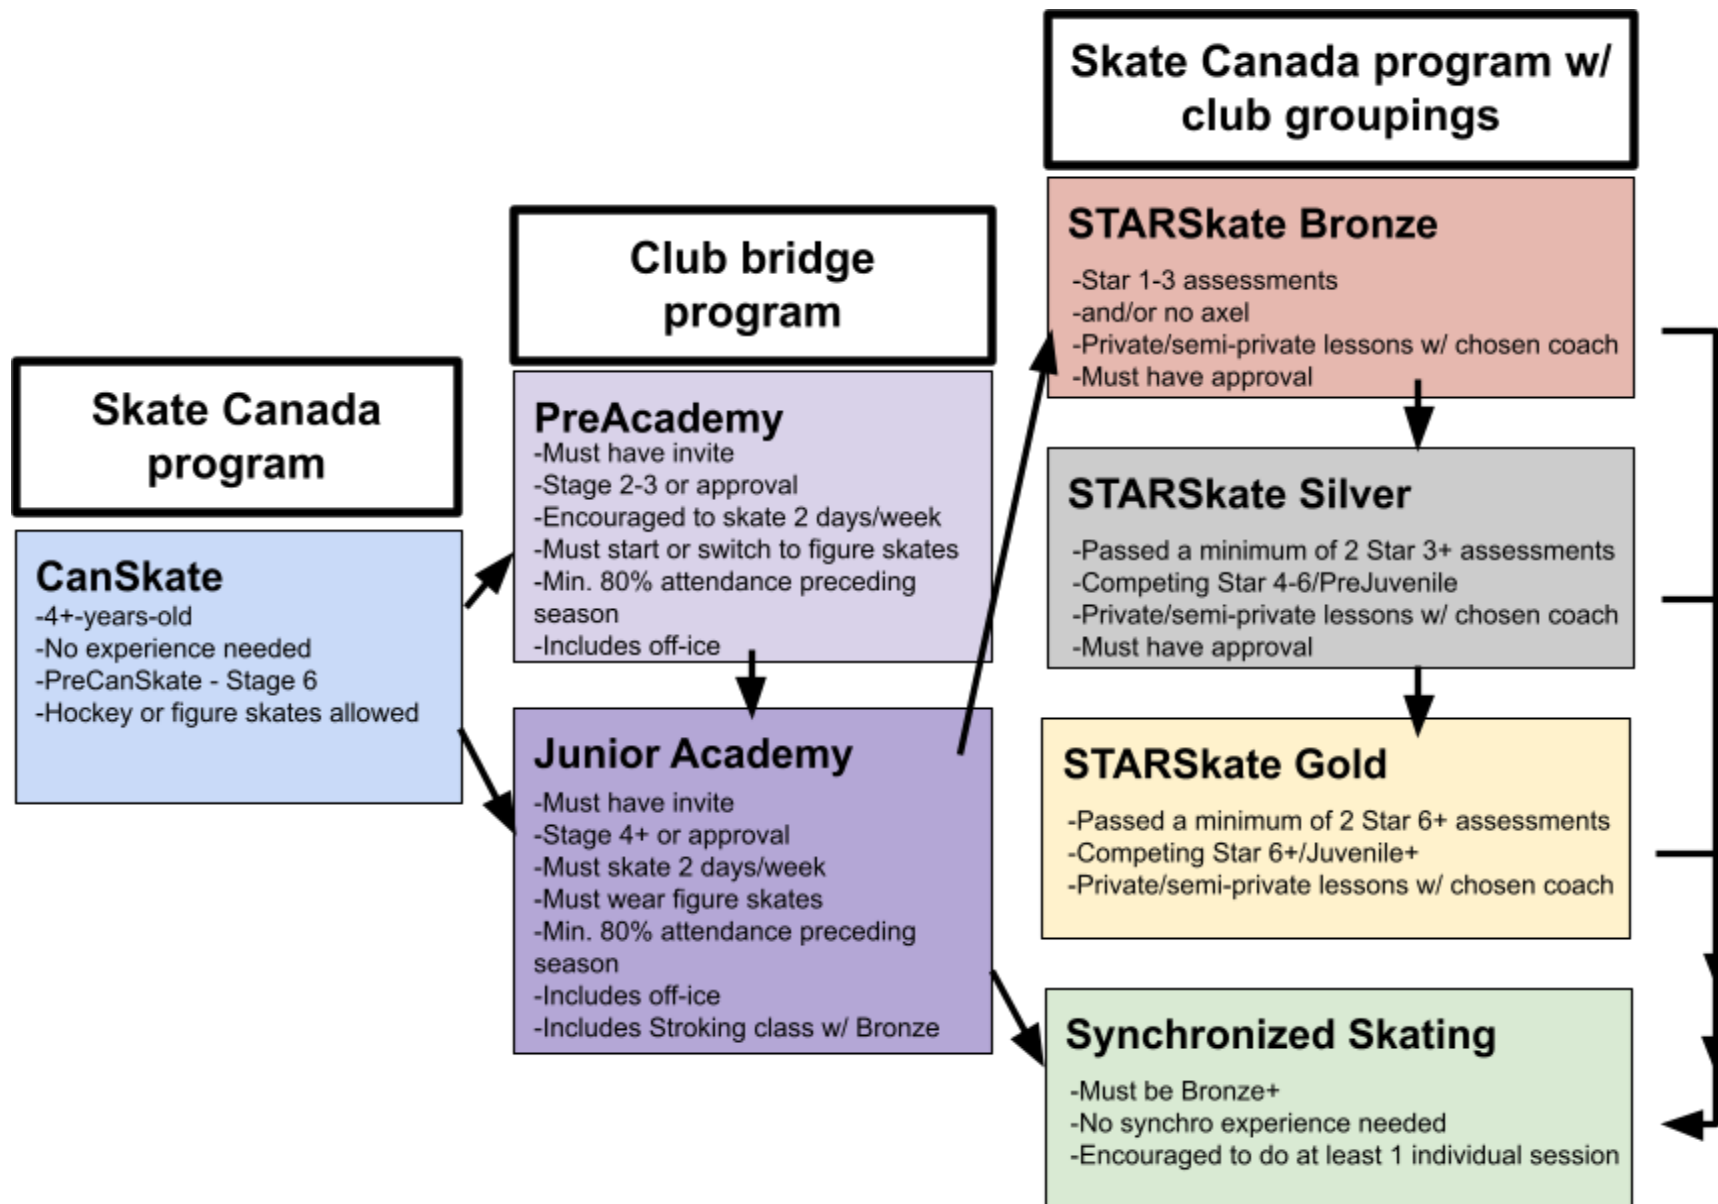 Skate Canada
program
CanSkate
-4+-years-old
-No experience needed
-PreCanSkate - Stage 6
-Hockey or figure skates allowed
Club bridge
program
PreAcademy
-Must have invite
-Stage 2-3 or approval
-Encouraged to skate 2 days/week
-Must start or switch to figure skates
-Min. 80% attendance preceding
season
-Includes off-ice
Junior Academy
-Must have invite
-Stage 4+ or approval
-Must skate 2 days/week
-Must wear figure skates
-Min. 80% attendance preceding
season
-Includes off-ice
-Includes Stroking class w/ Bronze
Skate Canada program w/
club groupings
STARSkate Bronze
-Star 1-3 assessments
-and/or no axel
-Private/semi-private lessons w/ chosen coach
-Must have approval
STARSkate Silver
-Passed a minimum of 2 Star 3+ assessments
-Competing Star 4-6/PreJuvenile
-Private/semi-private lessons w/ chosen coach
-Must have approval
STARSkate Gold
-Passed a minimum of 2 Star 6+ assessments
-Competing Star 6+/Juvenile+
-Private/semi-private lessons w/ chosen coach
Synchronized Skating
-Must be Bronze+
-No synchro experience needed
-Encouraged to do at least 1 individual session